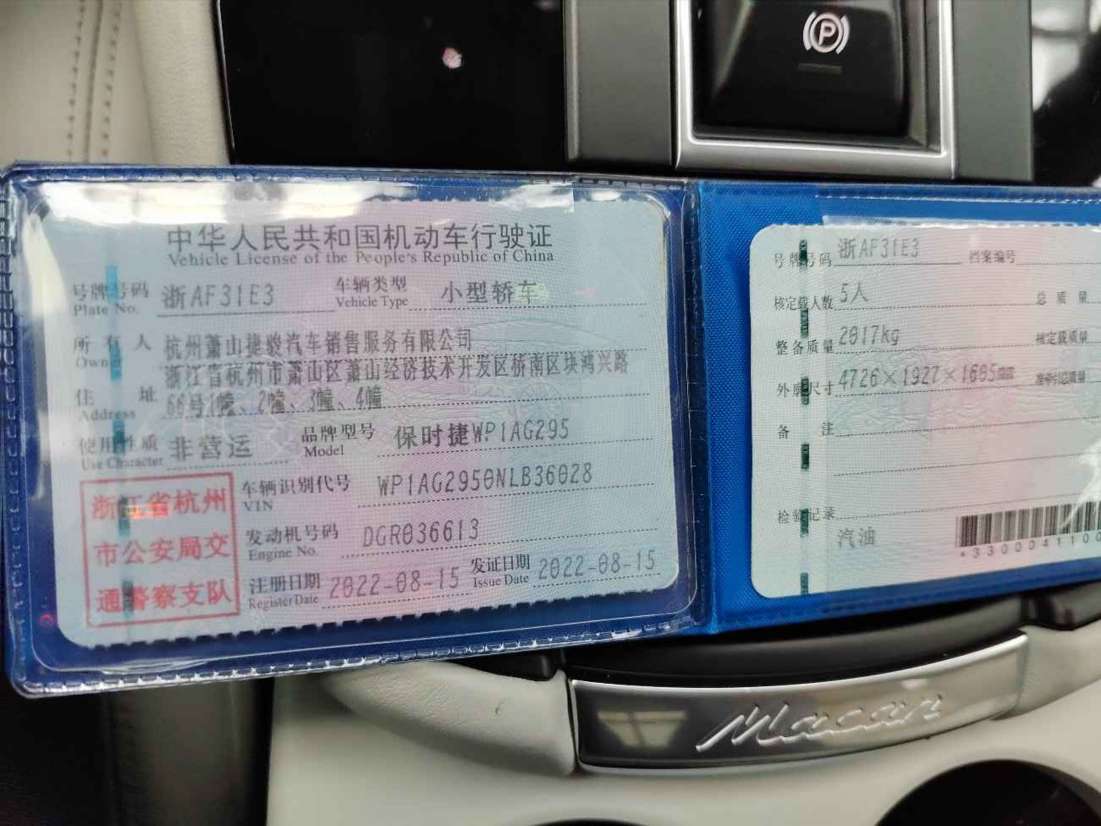 中华人民共和国机动车行驶证
Vehicle License of the People's Republic of China
号牌号码 浙AF31E3 车辆类型 小型轿车
Plate No. Vehicle Type
所有人 杭州萧山捷骏汽车销售服务有限公司
Owner
住址 浙江省杭州市萧山区萧山经济技术开发区桥南区块鸿兴路
Address 66号1幢、2幢、3幢、4幢
使用性质 非营运 品牌型号 保时捷WP1AG295
Use Character Model
车辆识别代号 WP1AG2950NLB36028
VIN
发动机号码 DGR036613
Engine No.
注册日期 2022-08-15 发证日期 2022-08-15
Register Date Issue Date
浙江省杭州
市公安局交
通警察支队
号牌号码 浙AF31E3 档案编号
核定载人数 5人 总质量
整备质量 2017kg 核定载质量
外廓尺寸 4726×1927×1605mm
备注
检验记录
汽油
*3300041100
P
Macan